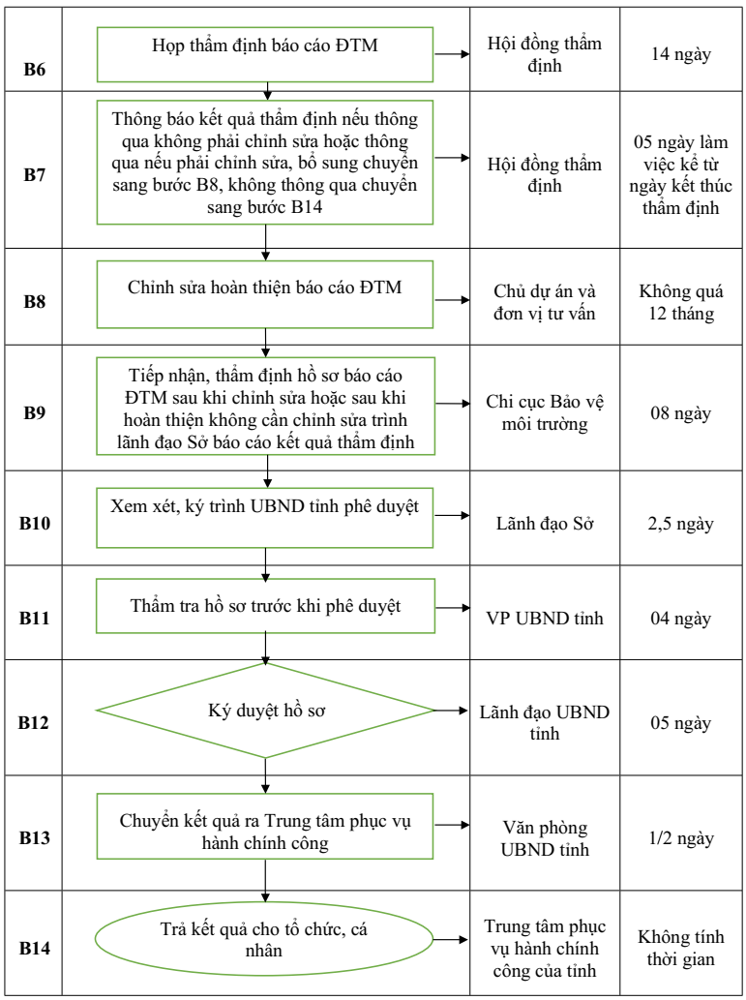 B6
Họp thẩm định báo cáo ĐTM
Hội đồng thẩm
định
14 ngày
B7
Thông báo kết quả thẩm định nếu thông
qua không phải chỉnh sửa hoặc thông
qua nếu phải chỉnh sửa, bổ sung chuyển
sang bước B8, không thông qua chuyển
sang bước B14
Hội đồng thẩm
định
05 ngày làm
việc kể từ
ngày kết thúc
thẩm định
B8
Chỉnh sửa hoàn thiện báo cáo ĐTM
Chủ dự án và
đơn vị tư vấn
Không quá
12 tháng
B9
Tiếp nhận, thẩm định hồ sơ báo cáo
ĐTM sau khi chỉnh sửa hoặc sau khi
hoàn thiện không cần chỉnh sửa trình
lãnh đạo Sở báo cáo kết quả thẩm định
Chi cục Bảo vệ
môi trường
08 ngày
B10
Xem xét, ký trình UBND tỉnh phê duyệt
Lãnh đạo Sở
2,5 ngày
B11
Thẩm tra hồ sơ trước khi phê duyệt
VP UBND tỉnh
04 ngày
B12
Ký duyệt hồ sơ
Lãnh đạo UBND
tỉnh
05 ngày
B13
Chuyển kết quả ra Trung tâm phục vụ
hành chính công
Văn phòng
UBND tỉnh
1/2 ngày
B14
Trả kết quả cho tổ chức, cá
nhân
Trung tâm phục
vụ hành chính
công của tỉnh
Không tính
thời gian